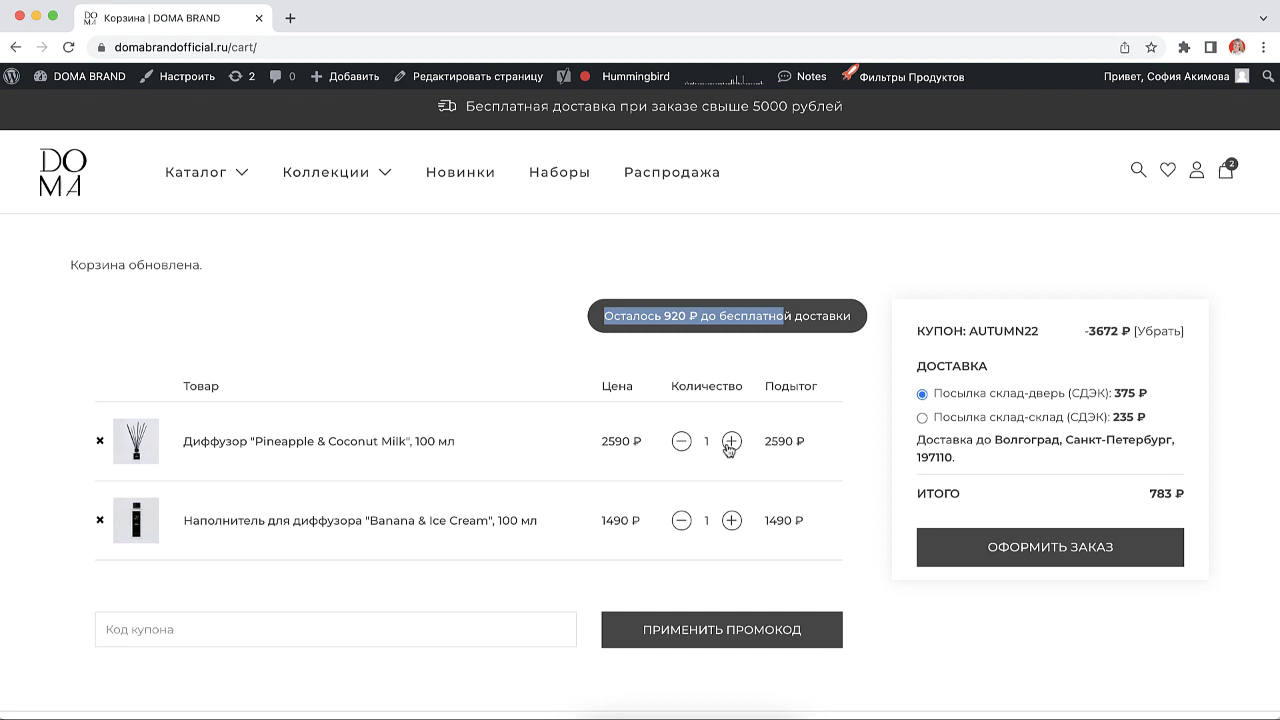 DO
MA
Корзина | DOMA BRAND
domabrandofficial.ru/cart/
DOMA BRAND
Настроить
2
0
Добавить
Редактировать страницу
Hummingbird
Notes
Фильтры Продуктов
Привет, София Акимова
Бесплатная доставка при заказе свыше 5000 рублей
DO
MA
Каталог
Коллекции
Новинки
Наборы
Распродажа
2
Корзина обновлена.
Осталось 920 ₽ до бесплатной доставки
Товар
Цена
Количество
Подытог
Диффузор "Pineapple & Coconut Milk", 100 мл
2590 ₽
1
2590 ₽
Наполнитель для диффузора "Banana & Ice Cream", 100 мл
1490 ₽
1
1490 ₽
Код купона
ПРИМЕНИТЬ ПРОМОКОД
КУПОН: AUTUMN22
-3672 ₽ [Убрать]
ДОСТАВКА
Посылка склад-дверь (СДЭК): 375 ₽
Посылка склад-склад (СДЭК): 235 ₽
Доставка до Волгоград, Санкт-Петербург,
197110.
ИТОГО
783 ₽
ОФОРМИТЬ ЗАКАЗ